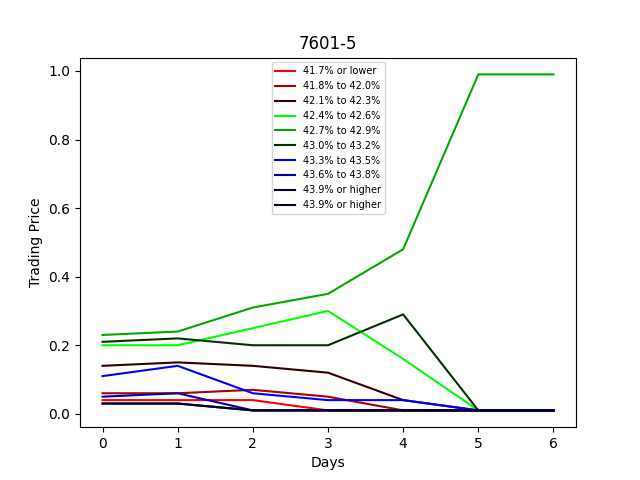 7601-5
41.7% or lower
41.8% to 42.0%
42.1% to 42.3%
42.4% to 42.6%
42.7% to 42.9%
43.0% to 43.2%
43.3% to 43.5%
43.6% to 43.8%
43.9% or higher
43.9% or higher
1.0
0.8
0.6
0.4
0.2
0.0
Trading Price
0 1 2 3 4 5 6
Days